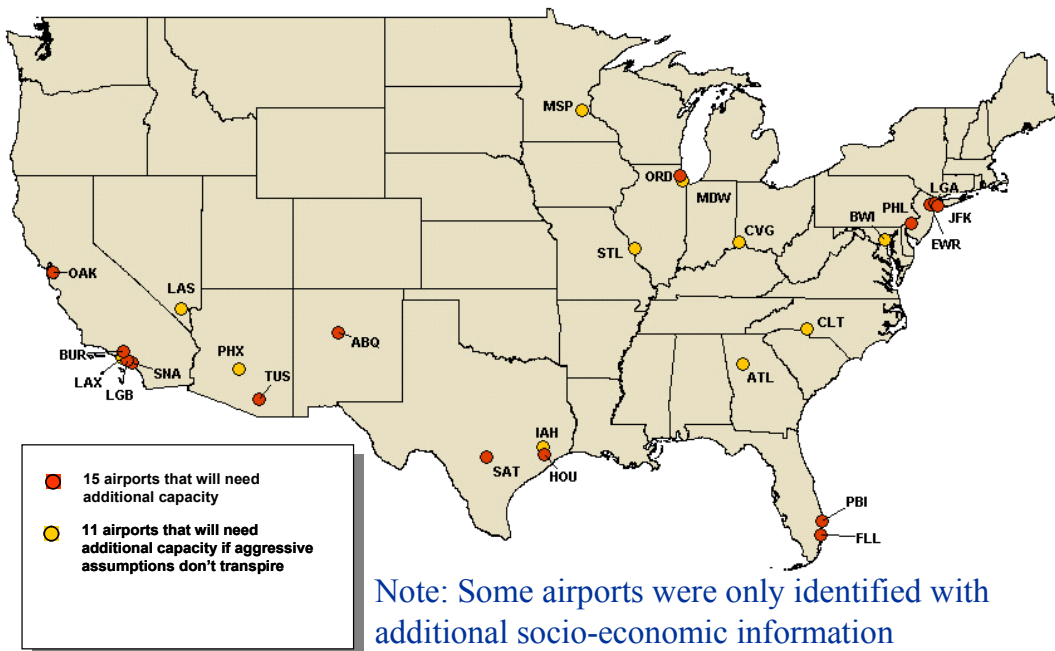 MSP
ORD
MDW
LGA
PHL
JFK
BWI
EWR
CVG
STL
OAK
LAS
CLT
ABQ
BUR
PHX
SNA
LAX
TUS
LGB
ATL
IAH
SAT
HOU
PBI
FLL
15 airports that will need
additional capacity
11 airports that will need
additional capacity if aggressive
assumptions don't transpire
Note: Some airports were only identified with
additional socio-economic information